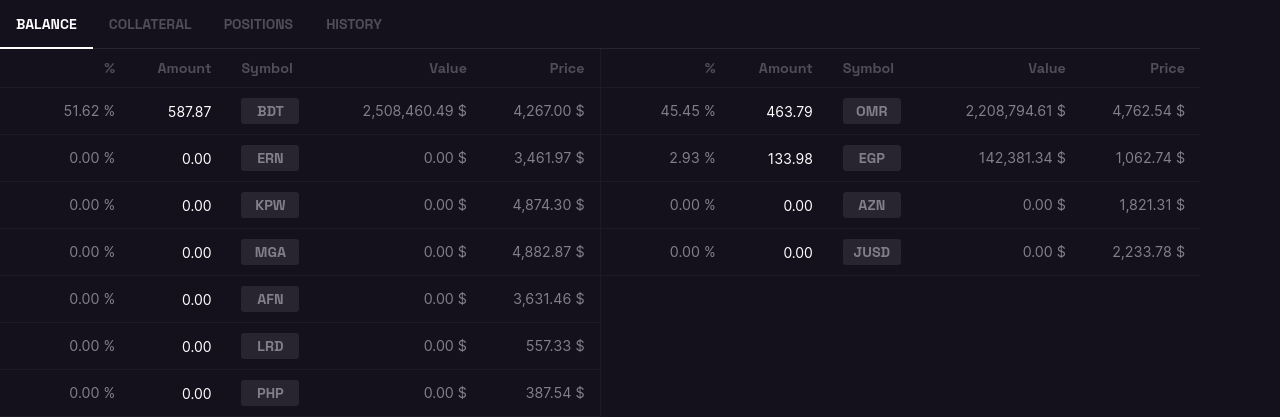 BALANCE COLLATERAL POSITIONS HISTORY
% Amount Symbol Value Price % Amount Symbol Value Price
51.62 % 587.87 BDT 2,508,460.49 $ 4,267.00 $ 45.45 % 463.79 OMR 2,208,794.61 $ 4,762.54 $
0.00 % 0.00 ERN 0.00 $ 3,461.97 $ 2.93 % 133.98 EGP 142,381.34 $ 1,062.74 $
0.00 % 0.00 KPW 0.00 $ 4,874.30 $ 0.00 % 0.00 AZN 0.00 $ 1,821.31 $
0.00 % 0.00 MGA 0.00 $ 4,882.87 $ 0.00 % 0.00 JUSD 0.00 $ 2,233.78 $
0.00 % 0.00 AFN 0.00 $ 3,631.46 $
0.00 % 0.00 LRD 0.00 $ 557.33 $
0.00 % 0.00 PHP 0.00 $ 387.54 $